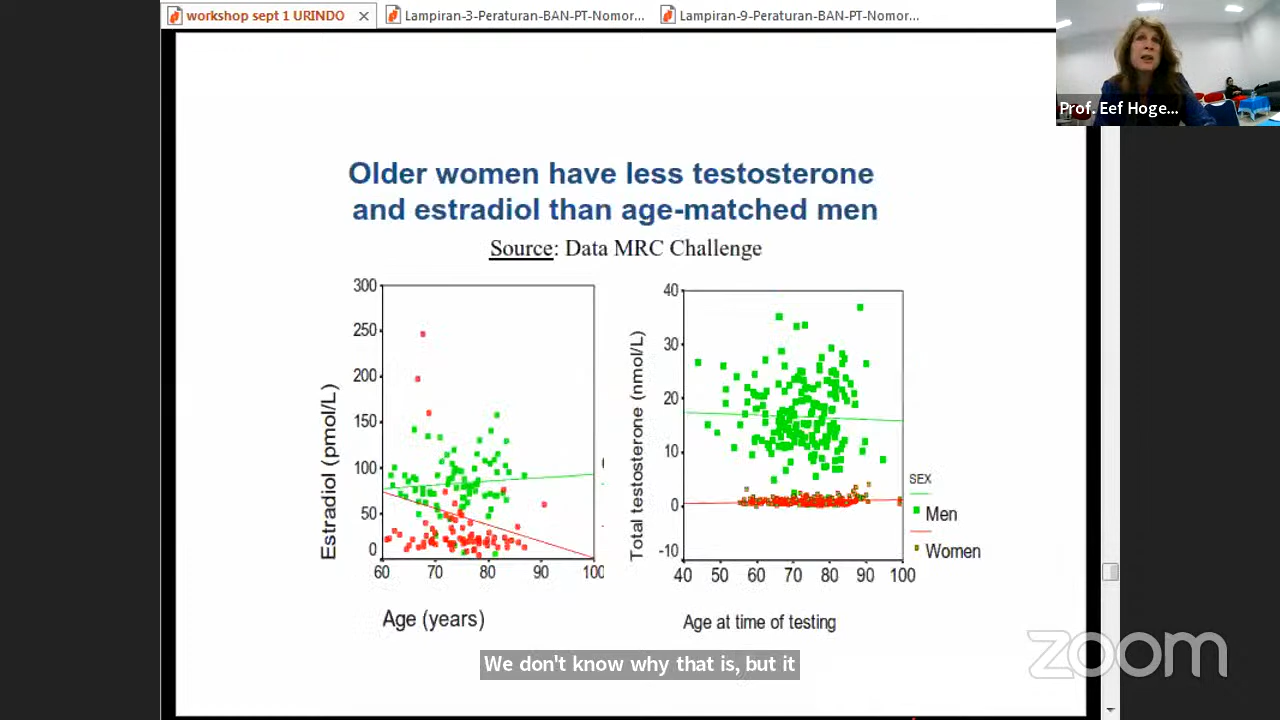 workshop sept 1 URINDO
Lampiran-3-Peraturan-BAN-PT-Nomor...
Lampiran-9-Peraturan-BAN-PT-Nomor...
Prof. Eef Hoge...
Older women have less testosterone
and estradiol than age-matched men
Source: Data MRC Challenge
300
250
200
150
100
50
0
Estradiol (pmol/L)
60 70 80 90 100
Age (years)
40
30
20
10
0
-10
Total testosterone (nmol/L)
40 50 60 70 80 90 100
Age at time of testing
SEX
Men
Women
We don't know why that is, but it
zoom